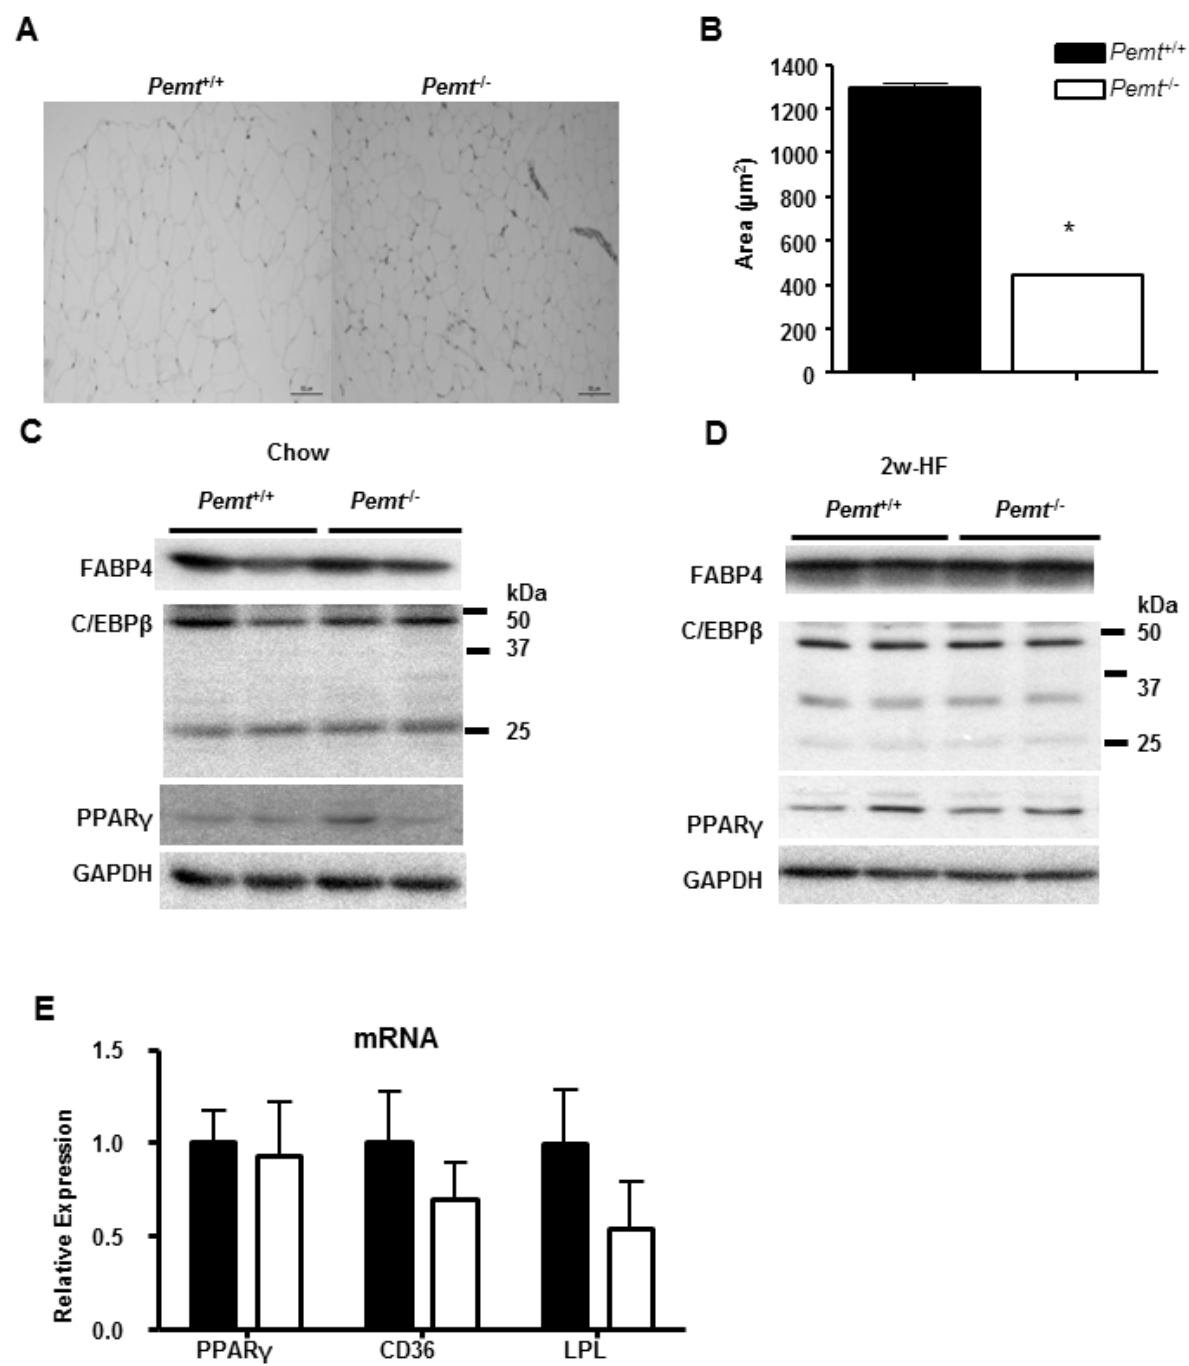 A
Pemt+/+
Pemt-/-
B
Pemt+/+
Pemt-/-
1400
1200
1000
800
600
400
200
0
Area (µm²)
*
C
Chow
Pemt+/+
Pemt-/-
FABP4
C/EBPβ
kDa
50
37
25
PPARγ
GAPDH
D
2w-HF
Pemt+/+
Pemt-/-
FABP4
C/EBPβ
kDa
50
37
25
PPARγ
GAPDH
E
mRNA
1.5
1.0
0.5
0.0
Relative Expression
PPARγ
CD36
LPL